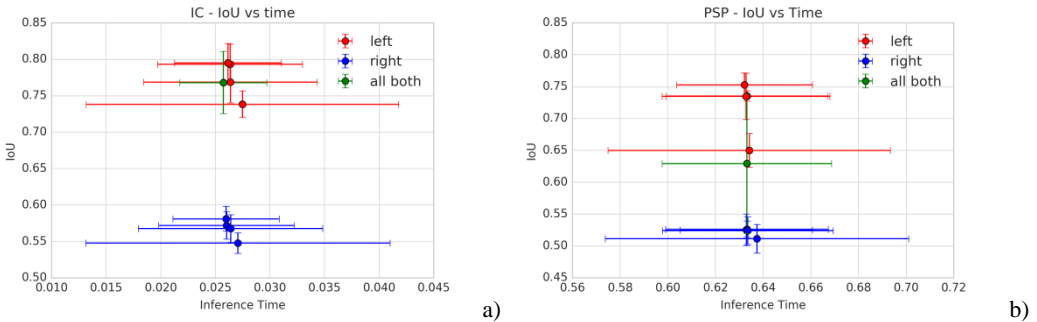 IC - IoU vs time
0.85
0.80
0.75
0.70
0.65
0.60
0.55
0.50
IoU
left
right
all both
0.010 0.015 0.020 0.025 0.030 0.035 0.040 0.045
Inference Time
a)
PSP - IoU vs Time
0.85
0.80
0.75
0.70
0.65
0.60
0.55
0.50
0.45
IoU
left
right
all both
0.56 0.58 0.60 0.62 0.64 0.66 0.68 0.70 0.72
Inference Time
b)